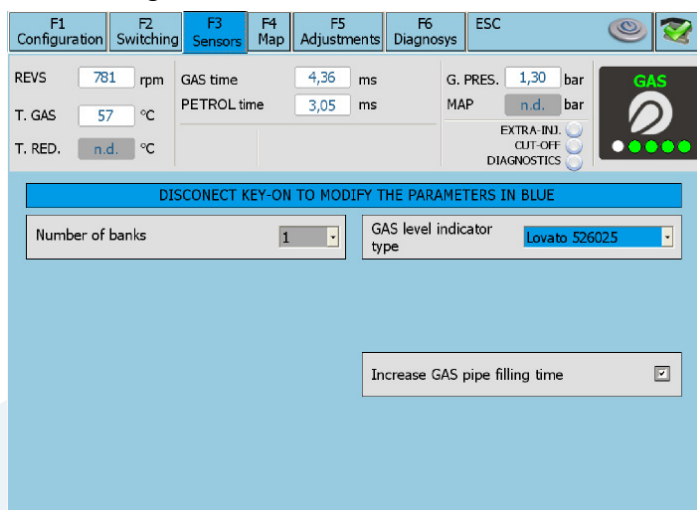 F1 F2 F3 F4 F5 F6 ESC
Configuration Switching Sensors Map Adjustments Diagnosys
REVS 781 rpm GAS time 4,36 ms G. PRES. 1,30 bar GAS
T. GAS 57 °C PETROL time 3,05 ms MAP n.d. bar
T. RED. n.d. °C
EXTRA-INJ.
CUT-OFF
DIAGNOSTICS
DISCONECT KEY-ON TO MODIFY THE PARAMETERS IN BLUE
Number of banks 1
GAS level indicator
type
Lovato 526025
Increase GAS pipe filling time